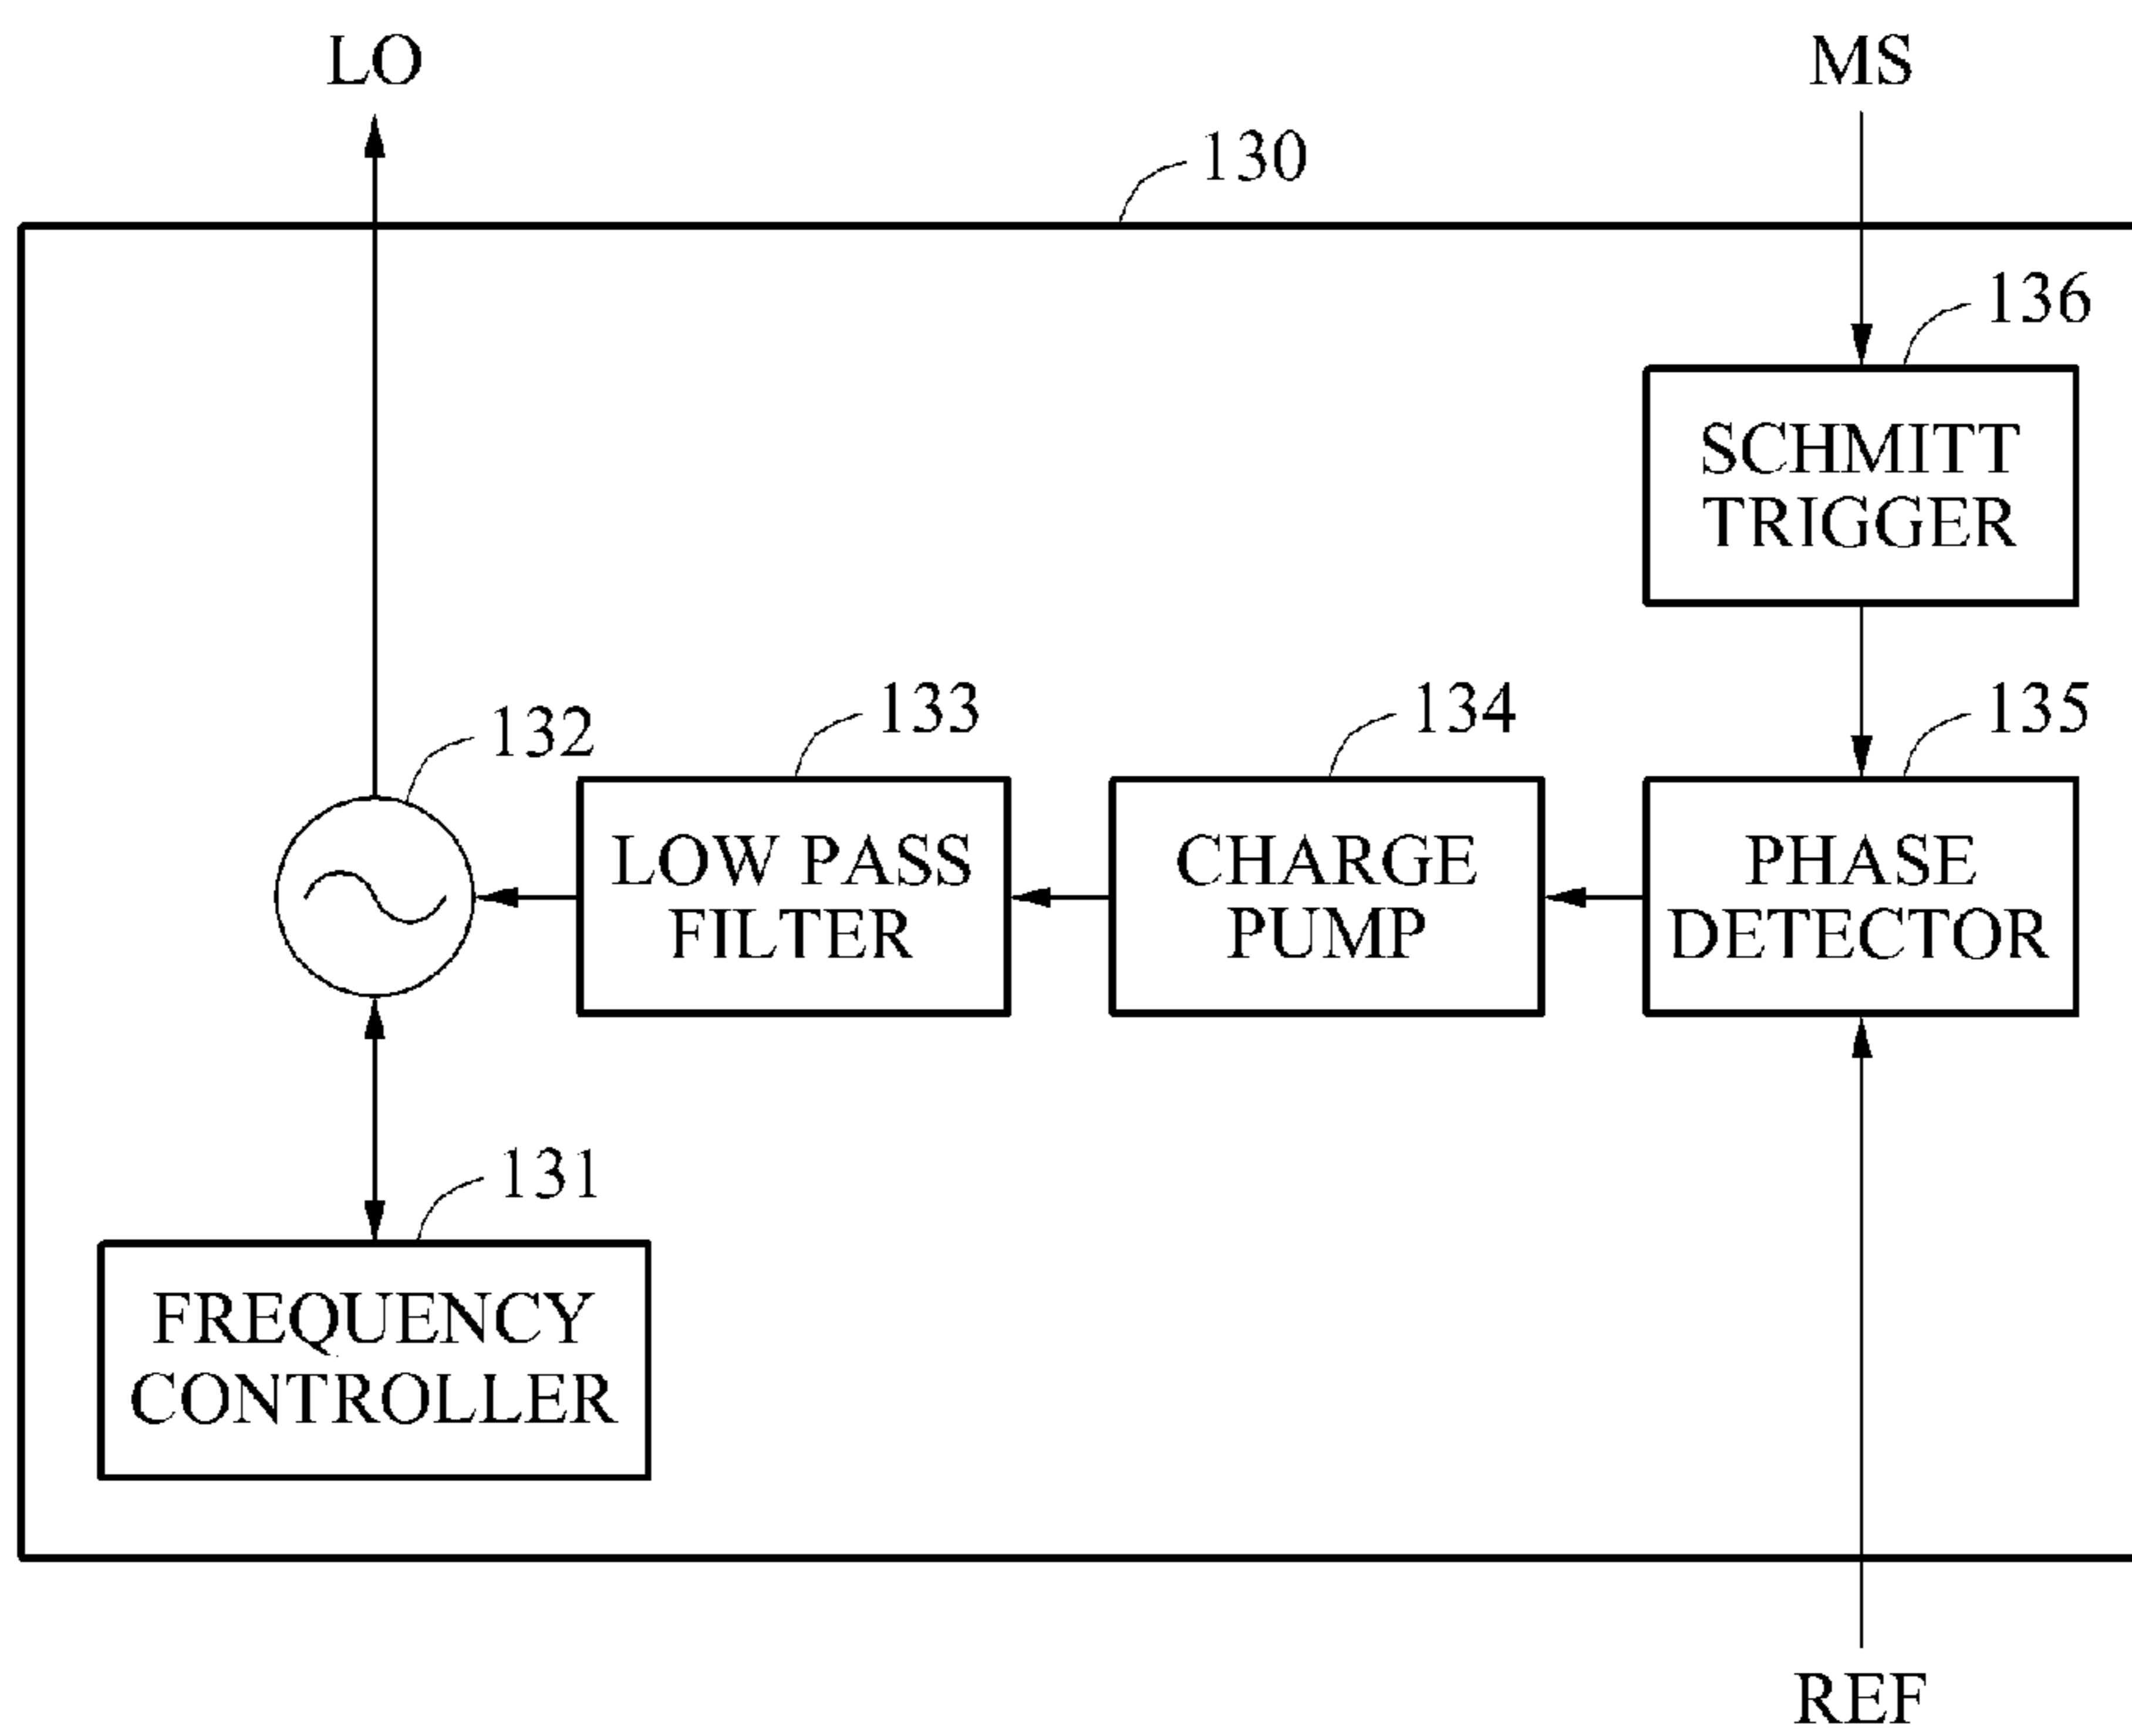 LO
MS
130
136
SCHMITT
TRIGGER
132
133
134
135
LOW PASS
FILTER
CHARGE
PUMP
PHASE
DETECTOR
131
FREQUENCY
CONTROLLER
REF